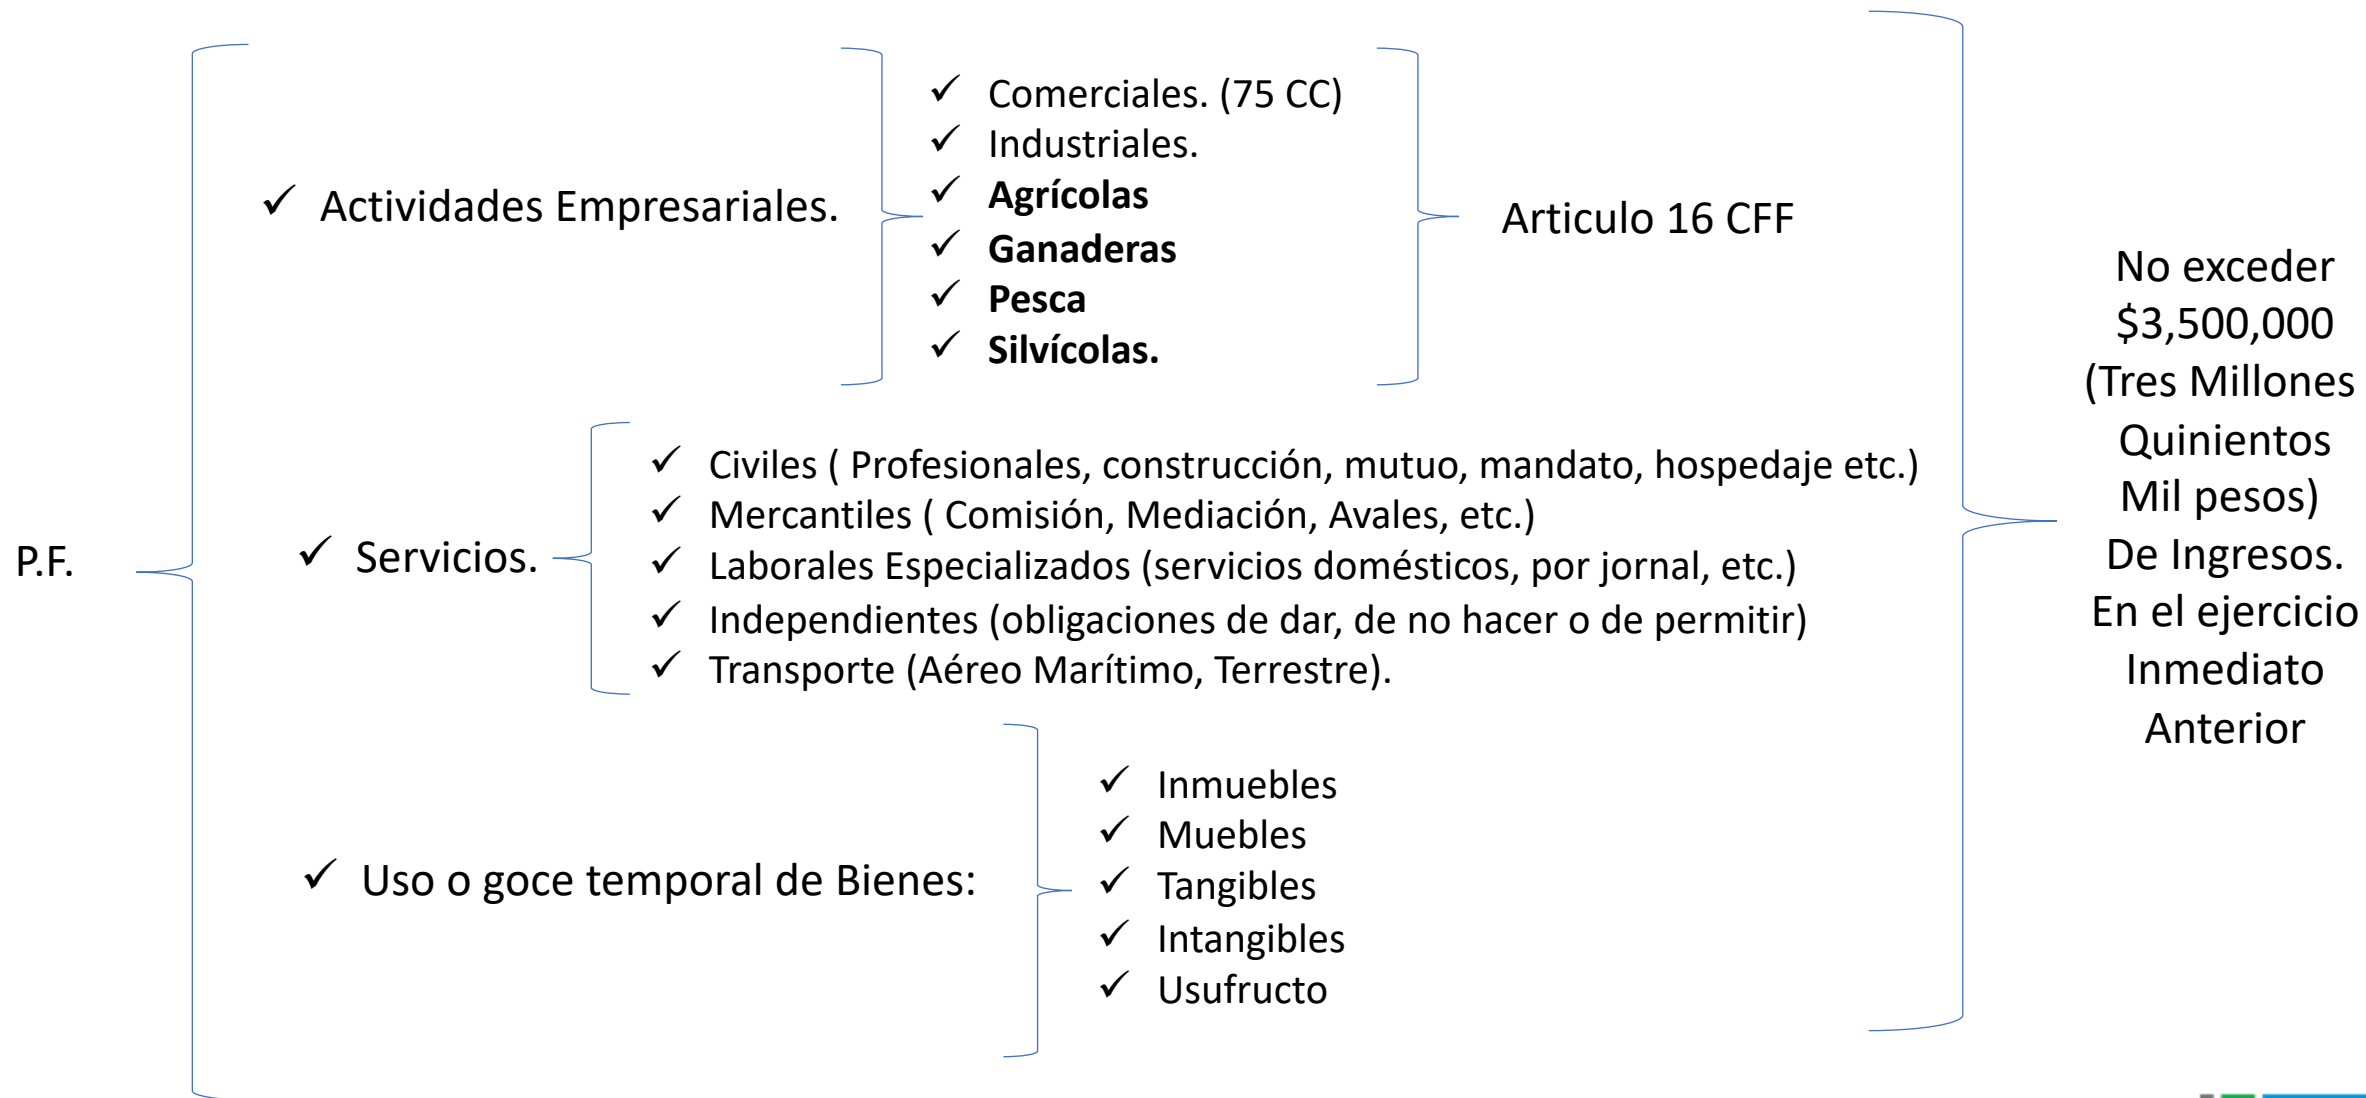 P.F.
✓ Actividades Empresariales.
✓ Comerciales. (75 CC)
✓ Industriales.
✓ Agrícolas
✓ Ganaderas
✓ Pesca
✓ Silvícolas.
Articulo 16 CFF
✓ Servicios.
✓ Civiles ( Profesionales, construcción, mutuo, mandato, hospedaje etc.)
✓ Mercantiles ( Comisión, Mediación, Avales, etc.)
✓ Laborales Especializados (servicios domésticos, por jornal, etc.)
✓ Independientes (obligaciones de dar, de no hacer o de permitir)
✓ Transporte (Aéreo Marítimo, Terrestre).
✓ Uso o goce temporal de Bienes:
✓ Inmuebles
✓ Muebles
✓ Tangibles
✓ Intangibles
✓ Usufructo
No exceder
$3,500,000
(Tres Millones
Quinientos
Mil pesos)
De Ingresos.
En el ejercicio
Inmediato
Anterior